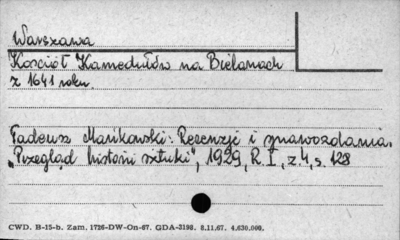 Warszawa
Kościół Kamedułów na Bielanach
z 1641 roku.
Tadeusz Mańkowski: Recenzje i sprawozdania.
"Przegląd historii sztuki", 1929, R. I, z. 4, s. 128
CWD. B-15-b. Zam. 1726-DW-On-67. GDA-3198. 8.11.67. 4.630.000.